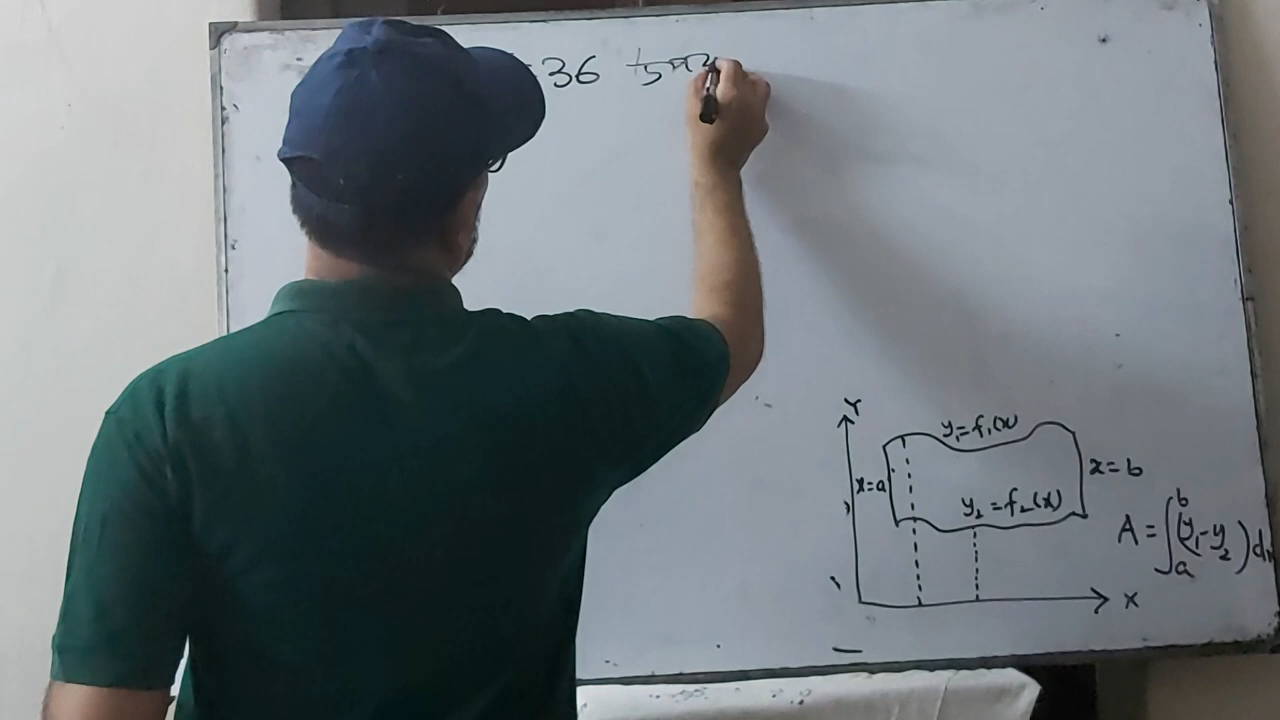 =36
Y
y₁=f₁(x)
x=a
x=b
y₂=f₂(x)
A=∫ₐᵇ(y₁-y₂)d
X